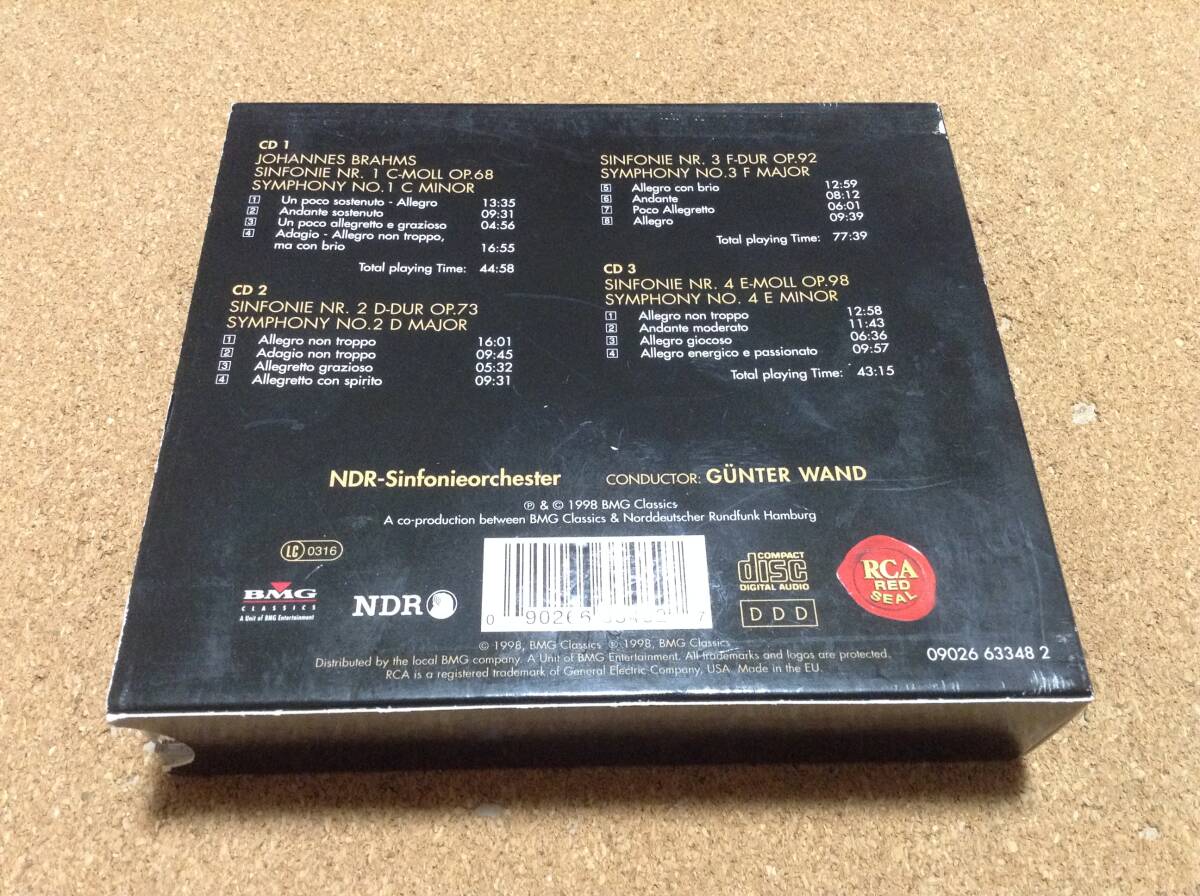 CD 1
JOHANNES BRAHMS
SINFONIE NR. 1 C-MOLL OP.68
SYMPHONY NO.1 C MINOR
1 Un poco sostenuto - Allegro 13:35
2 Andante sostenuto 09:31
3 Un poco allegretto e grazioso 04:56
4 Adagio - Allegro non troppo,
ma con brio 16:55
Total playing Time: 44:58
CD 2
SINFONIE NR. 2 D-DUR OP.73
SYMPHONY NO.2 D MAJOR
1 Allegro non troppo 16:01
2 Adagio non troppo 09:45
3 Allegretto grazioso 05:32
4 Allegretto con spirito 09:31
SINFONIE NR. 3 F-DUR OP.92
SYMPHONY NO.3 F MAJOR
5 Allegro con brio 12:59
6 Andante 08:12
7 Poco Allegretto 06:01
8 Allegro 09:39
Total playing Time: 77:39
CD 3
SINFONIE NR. 4 E-MOLL OP.98
SYMPHONY NO. 4 E MINOR
1 Allegro non troppo 12:58
2 Andante moderato 11:43
3 Allegro giocoso 06:36
4 Allegro energico e passionato 09:57
Total playing Time: 43:15
NDR-Sinfonieorchester CONDUCTOR: GÜNTER WAND
℗ & © 1998 BMG Classics
A co-production between BMG Classics & Norddeutscher Rundfunk Hamburg
LC 0316
BMG
CLASSICS
A Unit of BMG Entertainment
NDR
0 90266 7
COMPACT
disc
DIGITAL AUDIO
DDD
RCA
RED
SEAL
© 1998, BMG Classics ℗ 1998, BMG Classics
Distributed by the local BMG company. A Unit of BMG Entertainment. All trademarks and logos are protected.
RCA is a registered trademark of General Electric Company, USA. Made in the EU.
09026 63348 2